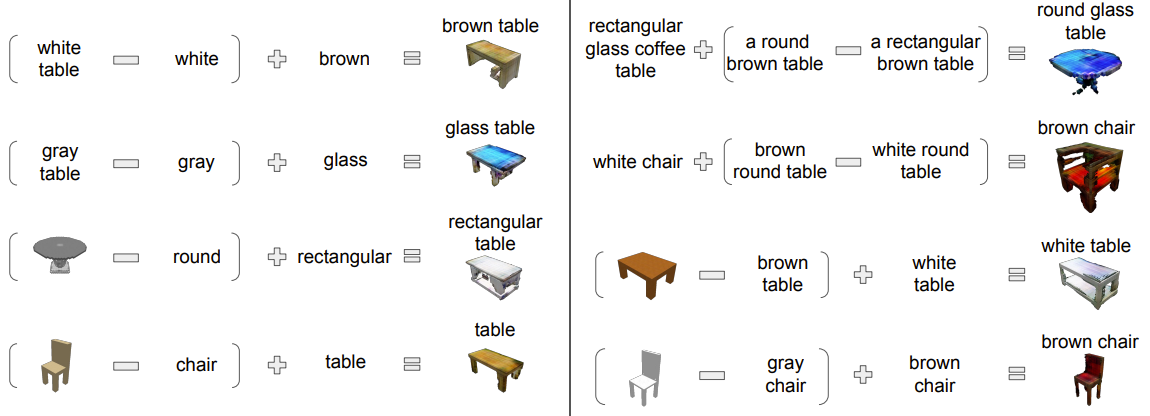 white
table
white
brown
brown table
gray
table
gray
glass
glass table
round
rectangular
rectangular
table
chair
table
table
rectangular
glass coffee
table
a round
brown table
a rectangular
brown table
round glass
table
white chair
brown
round table
white round
table
brown chair
brown
table
white
table
white table
gray
chair
brown
chair
brown chair